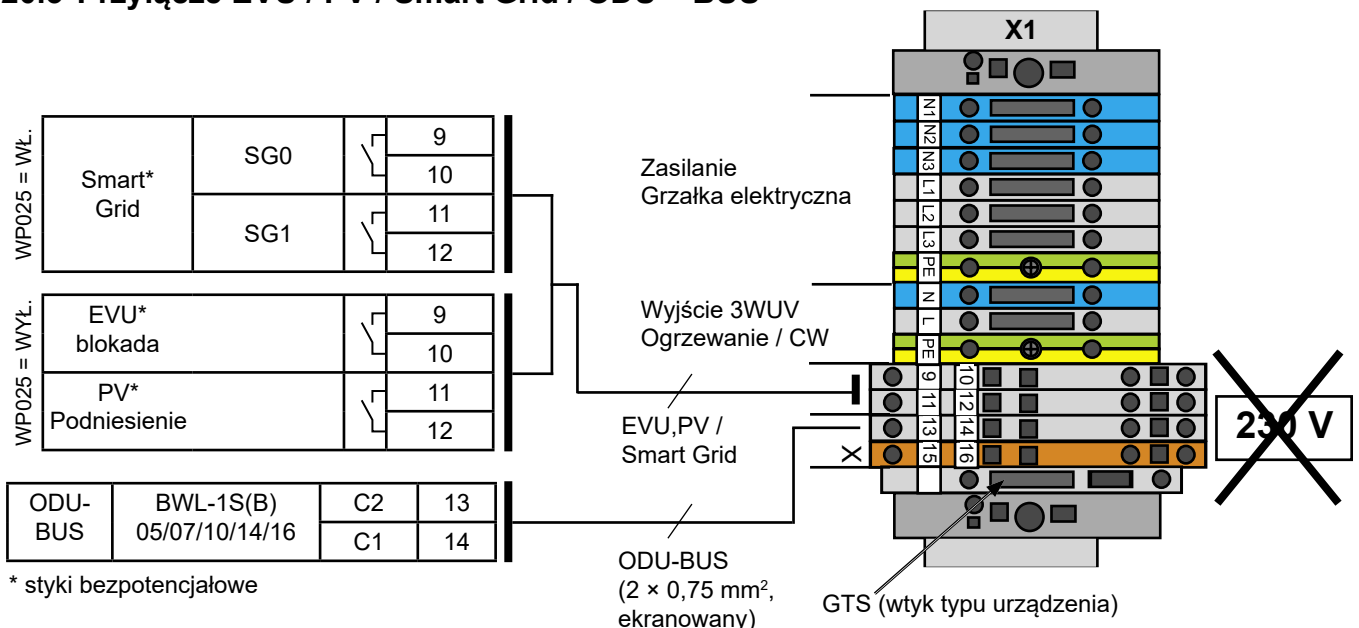 X1
WP025 = WŁ.
Smart*
Grid
SG0
9
10
SG1
11
12
WP025 = WYŁ.
EVU*
blokada
9
10
PV*
Podniesienie
11
12
ODU-
BUS
BWL-1S(B)
05/07/10/14/16
C2
13
C1
14
* styki bezpotencjałowe
Zasilanie
Grzałka elektryczna
Wyjście 3WUV
Ogrzewanie / CW
EVU,PV /
Smart Grid
ODU-BUS
(2 × 0,75 mm²,
ekranowany)
N1
N2
N3
L1
L2
L3
PE
N
L
PE
9 10
11 12
13 14
X 15 16
230 V
GTS (wtyk typu urządzenia)